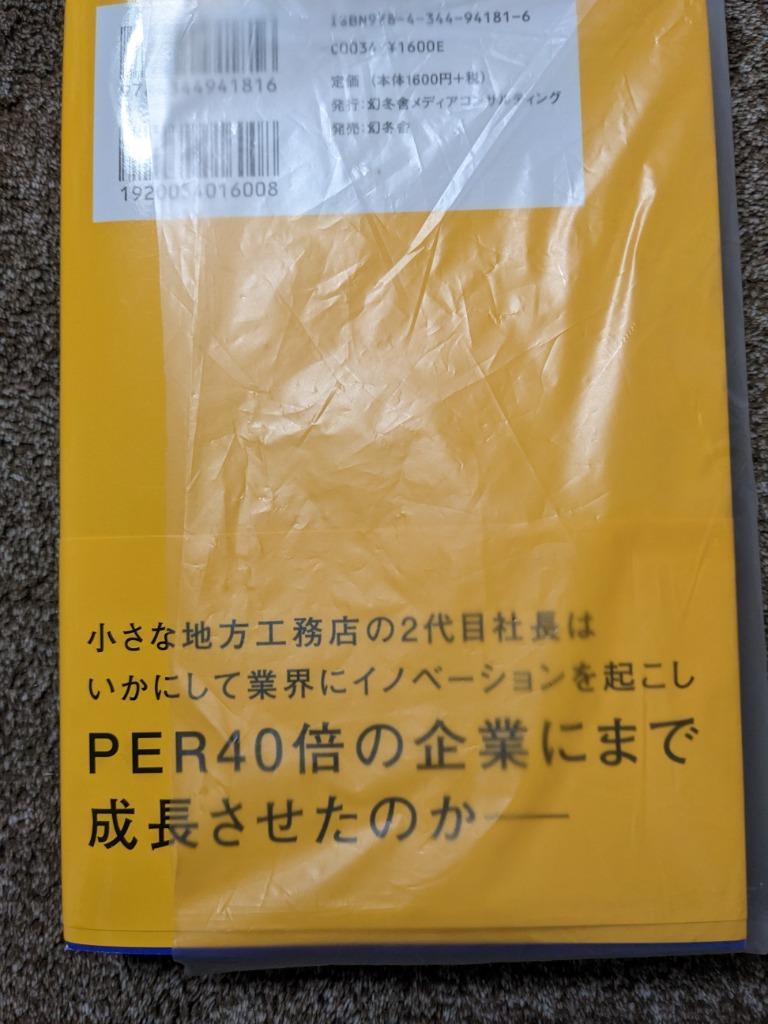 ISBN978-4-344-94181-6
C0034 ¥1600E
定価（本体1600円+税）
発行:幻冬舎メディアコンサルティング
発売:幻冬舎
344941816
1920034016008
小さな地方工務店の2代目社長は
いかにして業界にイノベーションを起こし
PER40倍の企業にまで
成長させたのか──